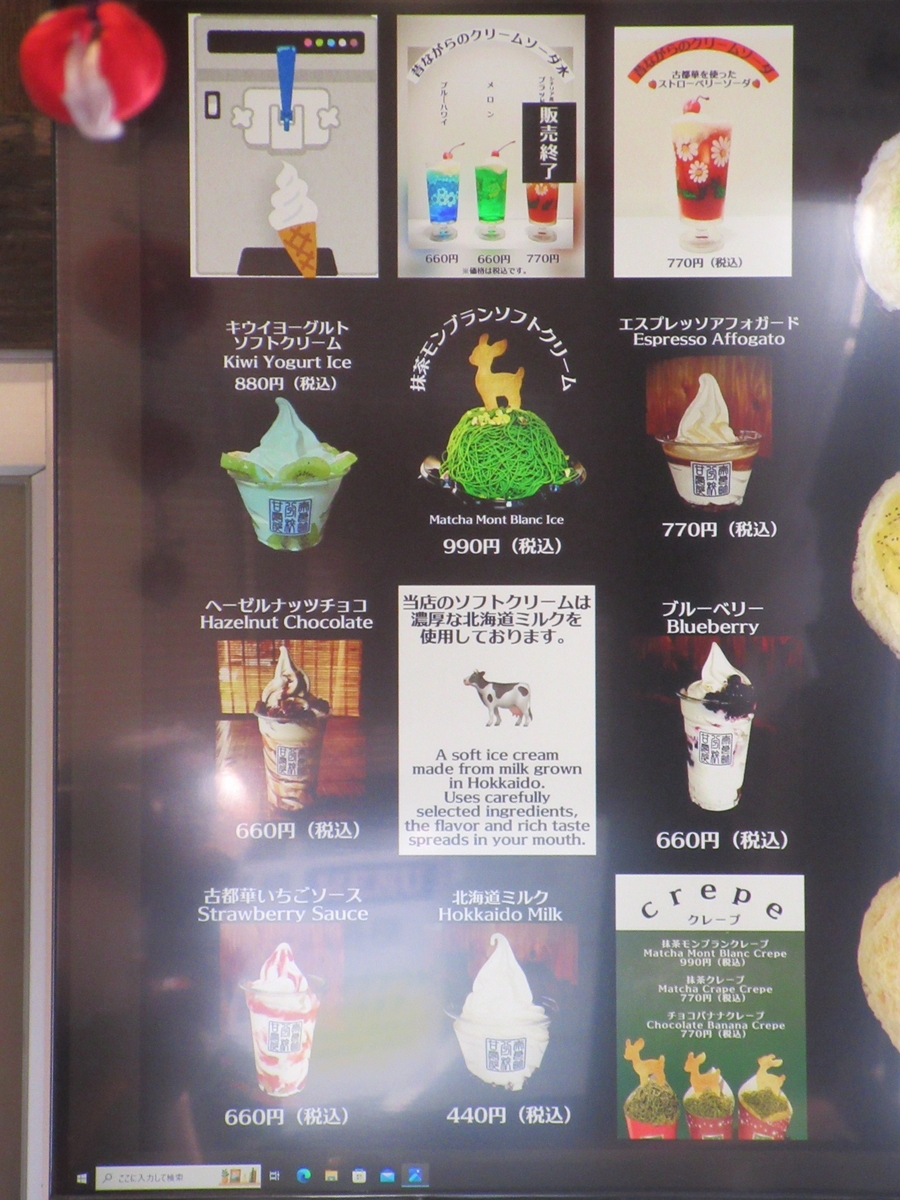 昔ながらのクリームソーダ水
ブルーハワイ
メロン
販売終了
660円
660円
770円
※価格は税込です。
昔ながらのクリームソーダ
古都華を使った
ストローベリーソーダ
770円（税込）
キウイヨーグルト
ソフトクリーム
Kiwi Yogurt Ice
880円（税込）
抹茶モンブランソフトクリーム
Matcha Mont Blanc Ice
990円（税込）
エスプレッソアフォガード
Espresso Affogato
770円（税込）
ヘーゼルナッツチョコ
Hazelnut Chocolate
660円（税込）
当店のソフトクリームは
濃厚な北海道ミルクを
使用しております。
A soft ice cream
made from milk grown
in Hokkaido.
Uses carefully
selected ingredients,
the flavor and rich taste
spreads in your mouth.
ブルーベリー
Blueberry
660円（税込）
古都華いちごソース
Strawberry Sauce
660円（税込）
北海道ミルク
Hokkaido Milk
440円（税込）
crepe
クレープ
抹茶モンブランクレープ
Matcha Mont Blanc Crepe
990円（税込）
抹茶クレープ
Matcha Crape Crepe
770円（税込）
チョコバナナクレープ
Chocolate Banana Crepe
770円（税込）
ここに入力して検索